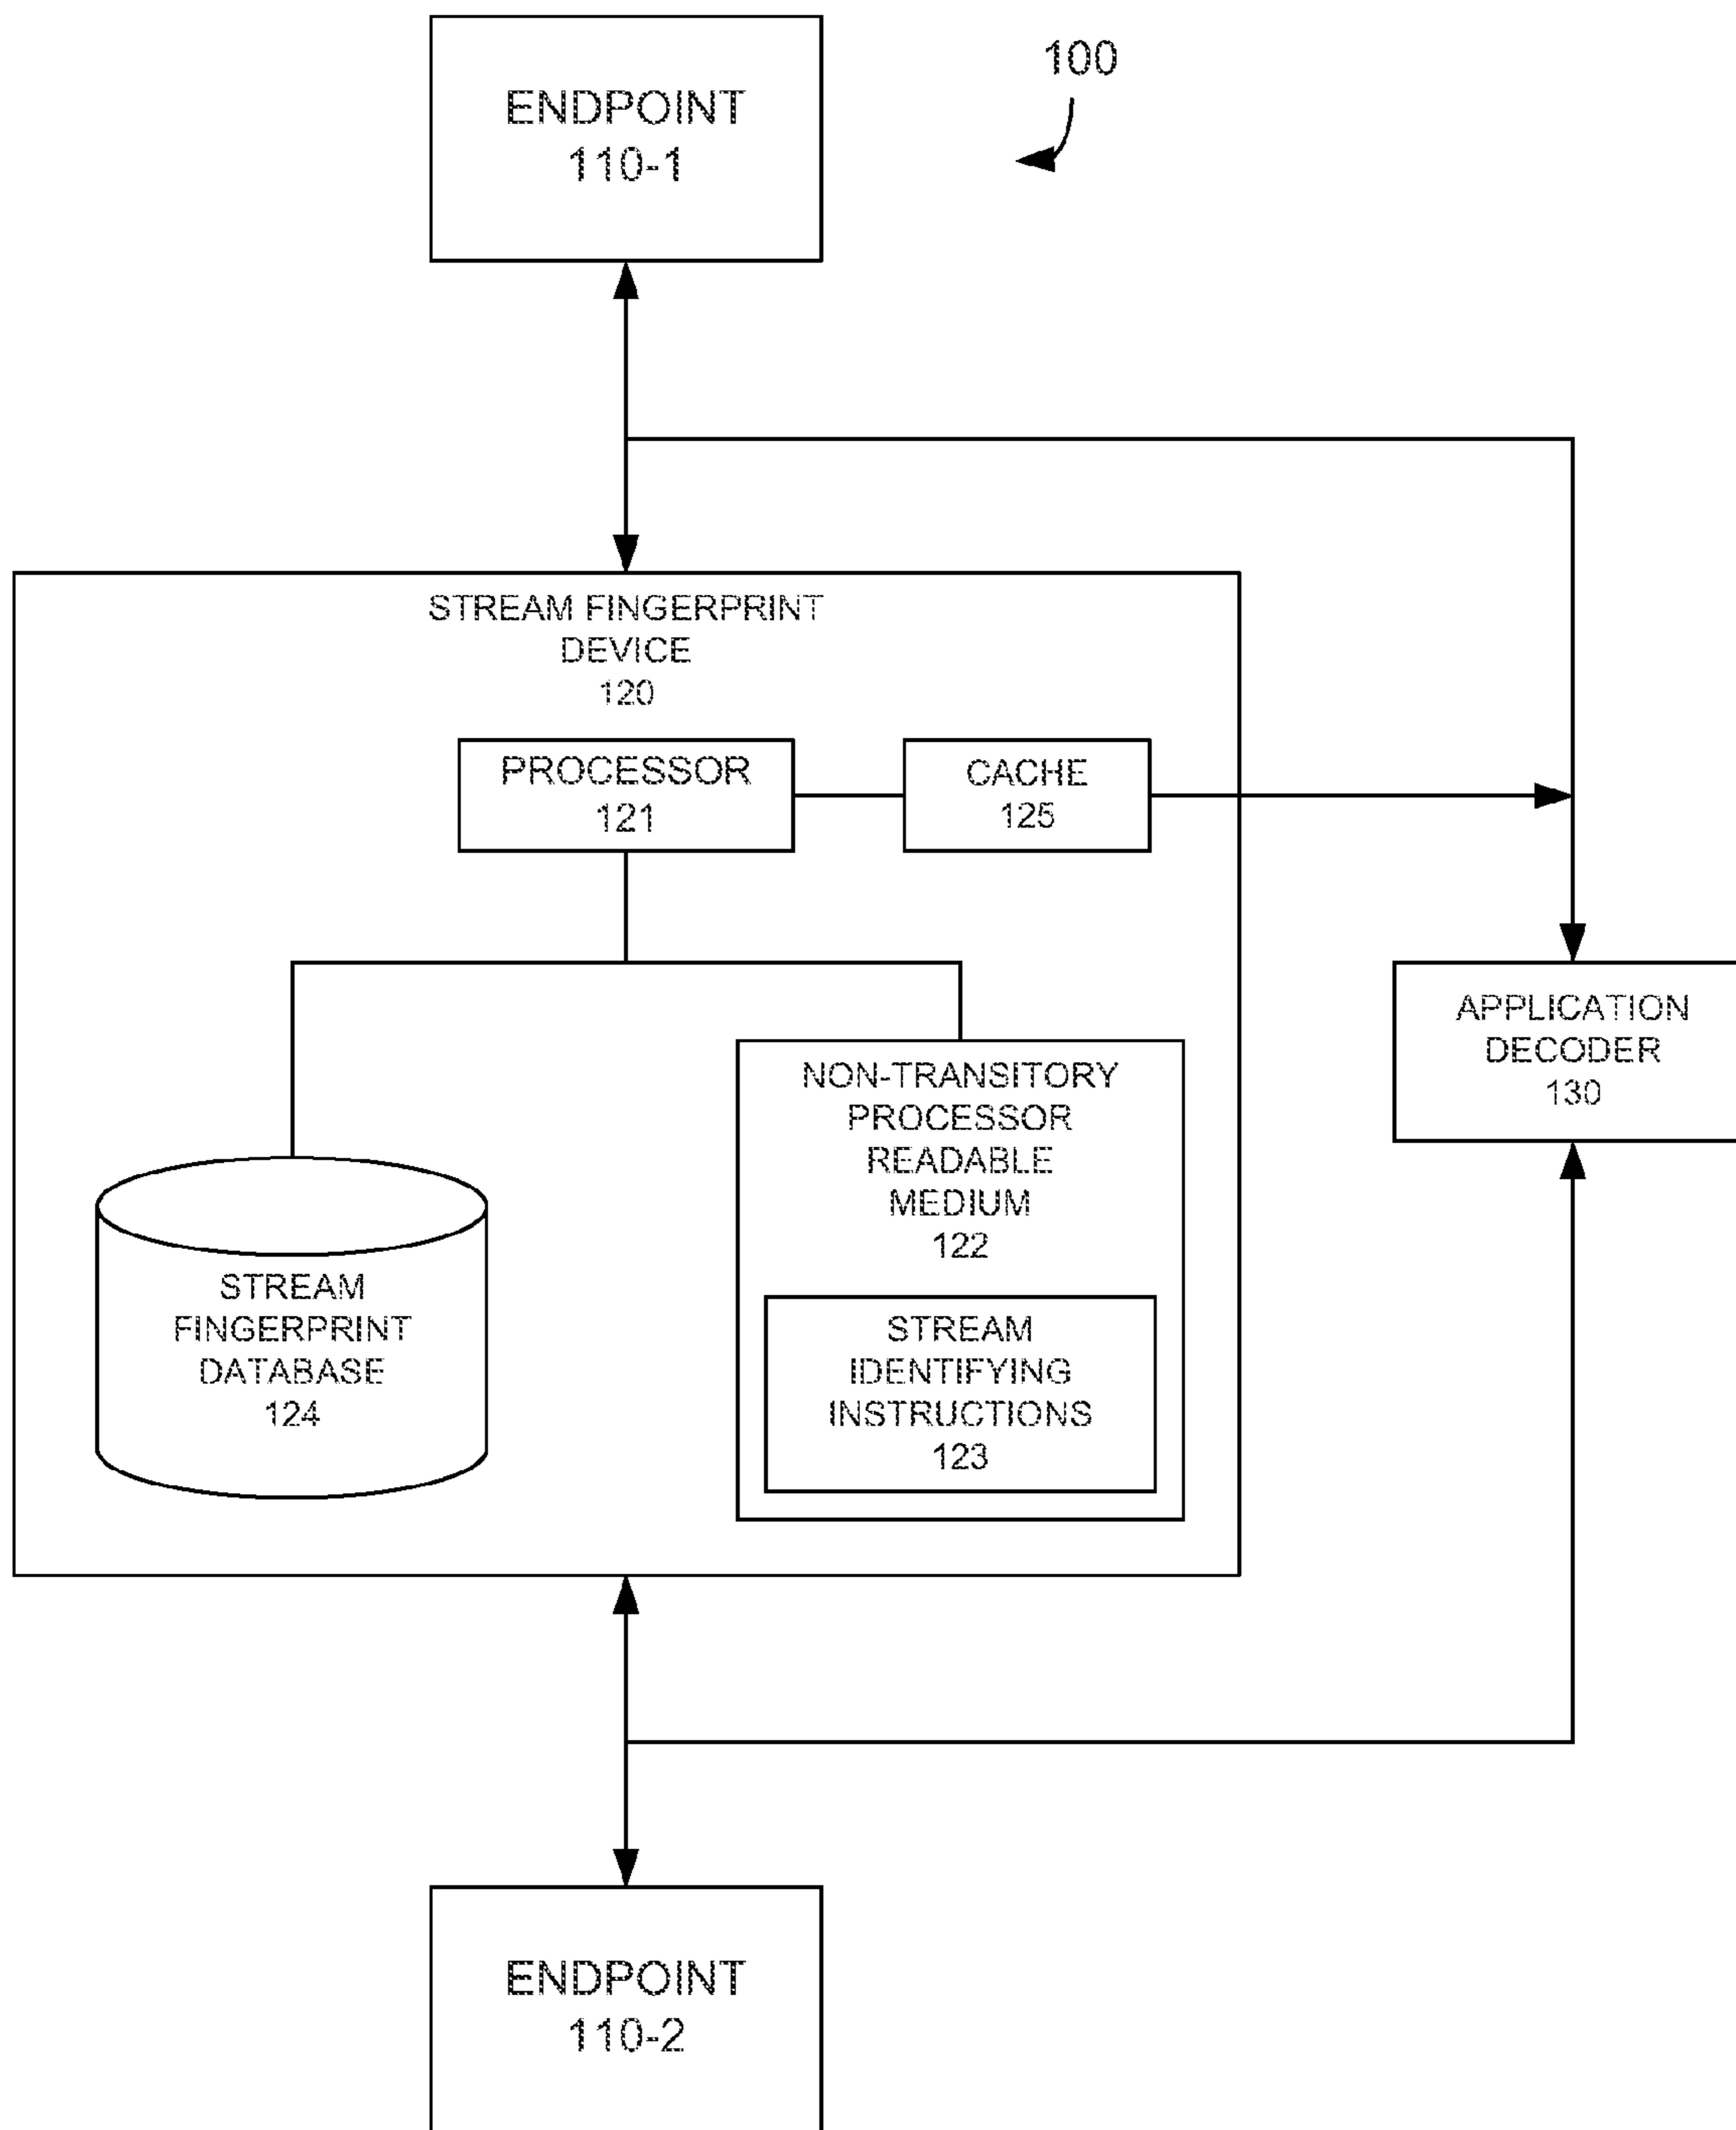 ENDPOINT
110-1
100
STREAM FINGERPRINT
DEVICE
120
PROCESSOR
121
CACHE
125
APPLICATION
DECODER
130
NON-TRANSITORY
PROCESSOR
READABLE
MEDIUM
122
STREAM
FINGERPRINT
DATABASE
124
STREAM
IDENTIFYING
INSTRUCTIONS
123
ENDPOINT
110-2